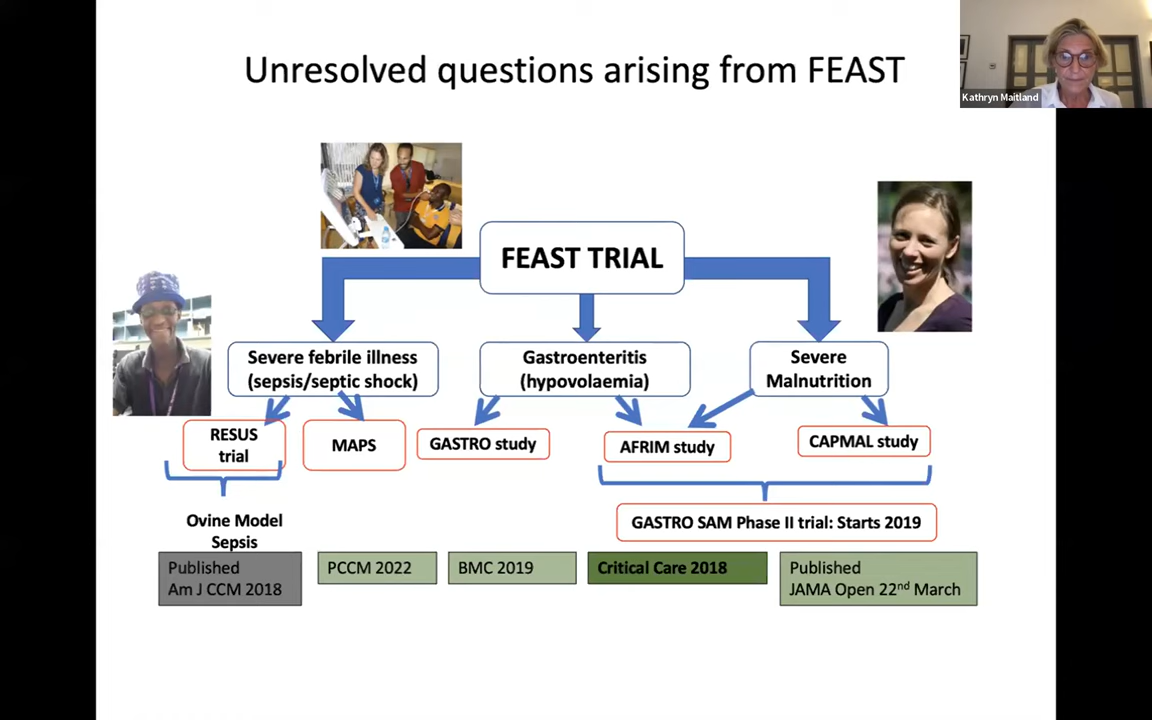 Unresolved questions arising from FEAST
Kathryn Maitland
FEAST TRIAL
Severe febrile illness
(sepsis/septic shock)
Gastroenteritis
(hypovolaemia)
Severe
Malnutrition
RESUS
trial
MAPS
GASTRO study
AFRIM study
CAPMAL study
Ovine Model
Sepsis
GASTRO SAM Phase II trial: Starts 2019
Published
Am J CCM 2018
PCCM 2022
BMC 2019
Critical Care 2018
Published
JAMA Open 22nd March